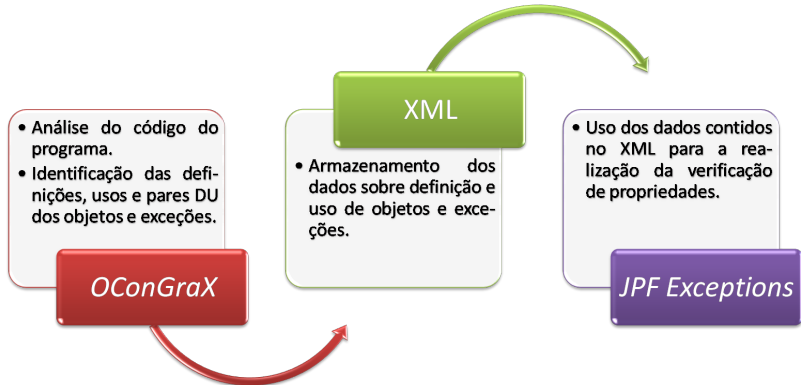 • Análise do código do
programa.
• Identificação das defi-
nições, usos e pares DU
dos objetos e exceções.
OConGraX
XML
• Armazenamento dos
dados sobre definição e
uso de objetos e exce-
ções.
• Uso dos dados contidos
no XML para a rea-
lização da verificação
de propriedades.
JPF Exceptions